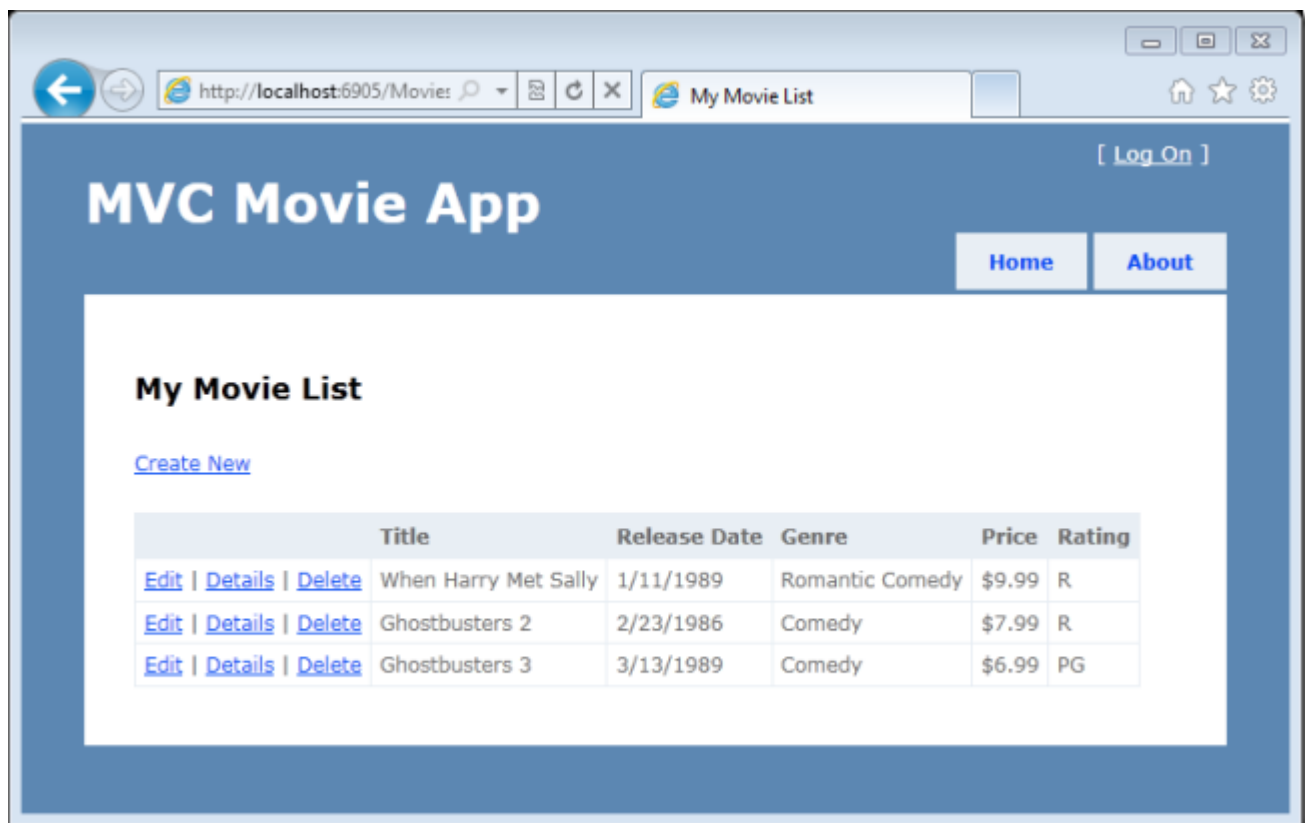 http://localhost:6905/Movies
My Movie List
[ Log On ]
MVC Movie App
Home About
My Movie List
Create New
Title Release Date Genre Price Rating
Edit | Details | Delete When Harry Met Sally 1/11/1989 Romantic Comedy $9.99 R
Edit | Details | Delete Ghostbusters 2 2/23/1986 Comedy $7.99 R
Edit | Details | Delete Ghostbusters 3 3/13/1989 Comedy $6.99 PG